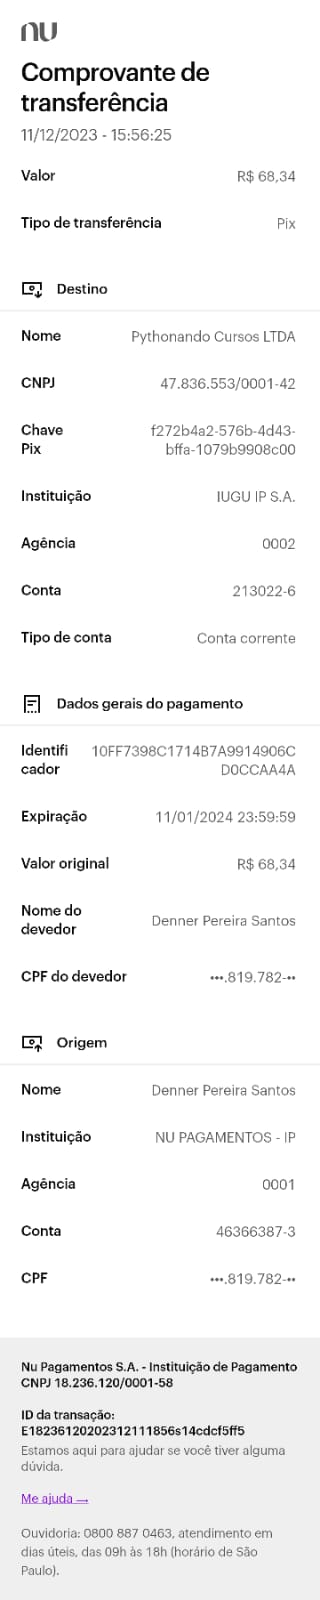 nu
Comprovante de
transferência
11/12/2023 - 15:56:25
Valor R$ 68,34
Tipo de transferência Pix
Destino
Nome Pythonando Cursos LTDA
CNPJ 47.836.553/0001-42
Chave Pix f272b4a2-576b-4d43-
bffa-1079b9908c00
Instituição IUGU IP S.A.
Agência 0002
Conta 213022-6
Tipo de conta Conta corrente
Dados gerais do pagamento
Identifi 10FF7398C1714B7A9914906C
cador D0CCAA4A
Expiração 11/01/2024 23:59:59
Valor original R$ 68,34
Nome do
devedor Denner Pereira Santos
CPF do devedor •••.819.782-••
Origem
Nome Denner Pereira Santos
Instituição NU PAGAMENTOS - IP
Agência 0001
Conta 46366387-3
CPF •••.819.782-••
Nu Pagamentos S.A. - Instituição de Pagamento
CNPJ 18.236.120/0001-58
ID da transação:
E18236120202312111856s14cdcf5ff5
Estamos aqui para ajudar se você tiver alguma
dúvida.
Me ajuda →
Ouvidoria: 0800 887 0463, atendimento em
dias úteis, das 09h às 18h (horário de São
Paulo).